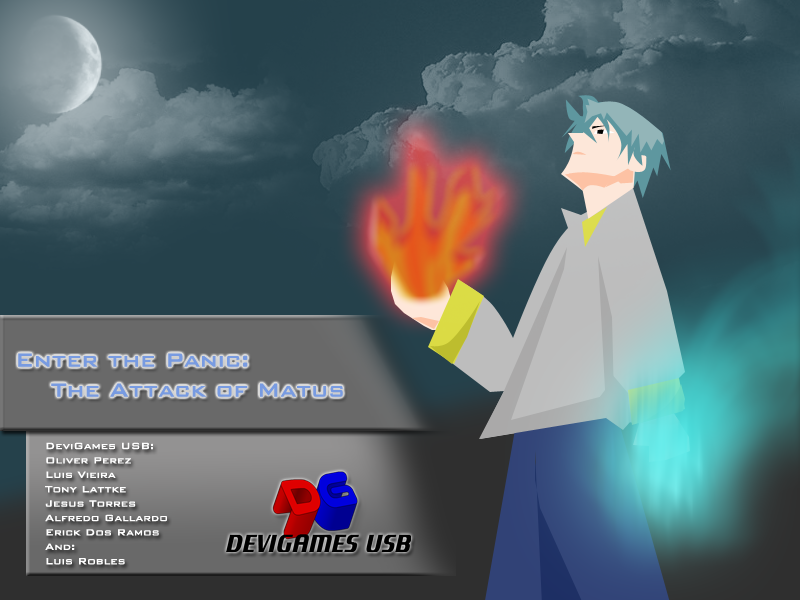 Enter the Panic:
The Attack of Matus
DeviGames USB:
Oliver Perez
Luis Vieira
Tony Lattke
Jesus Torres
Alfredo Gallardo
Erick Dos Ramos
And:
Luis Robles
DG
DEVIGAMES USB